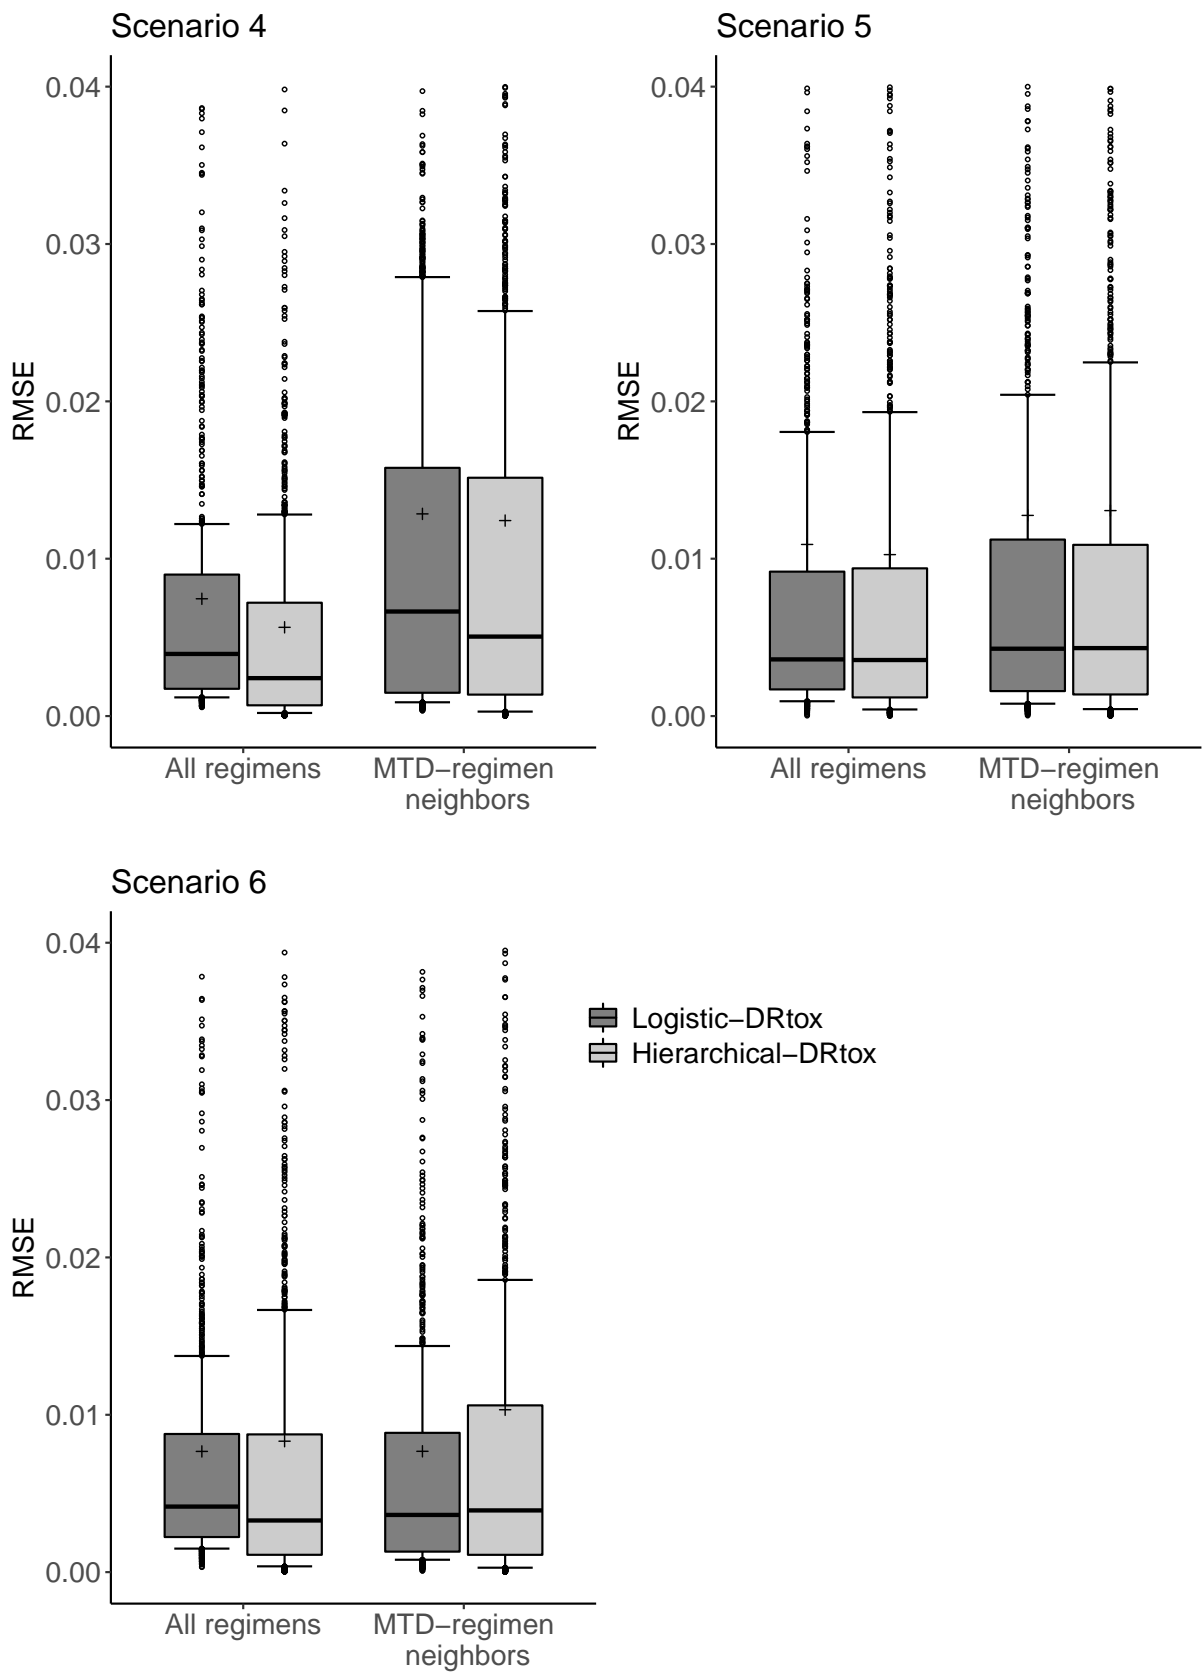 Scenario 4
0.04
0.03
0.02
0.01
0.00
RMSE
All regimens
MTD−regimen
neighbors
Scenario 5
0.04
0.03
0.02
0.01
0.00
RMSE
All regimens
MTD−regimen
neighbors
Scenario 6
0.04
0.03
0.02
0.01
0.00
RMSE
All regimens
MTD−regimen
neighbors
Logistic−DRtox
Hierarchical−DRtox